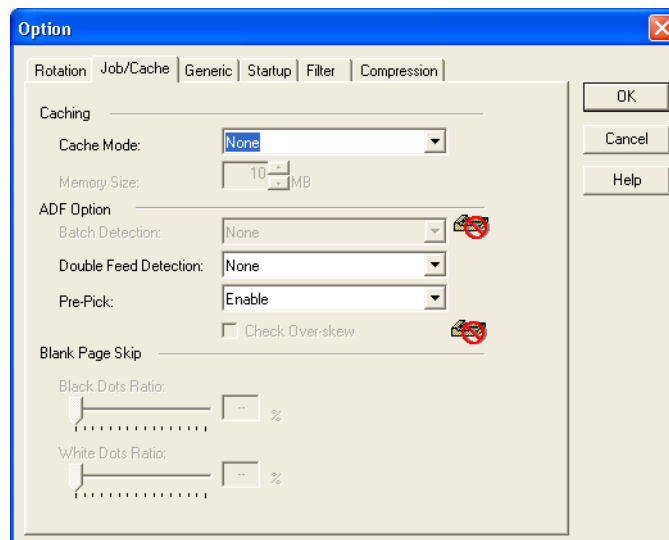 Option
Rotation Job/Cache Generic Startup Filter Compression
OK
Cancel
Help
Caching
Cache Mode: None
Memory Size: 10 MB
ADF Option
Batch Detection: None
Double Feed Detection: None
Pre-Pick: Enable
Check Over-skew
Blank Page Skip
Black Dots Ratio:
-- %
White Dots Ratio:
-- %